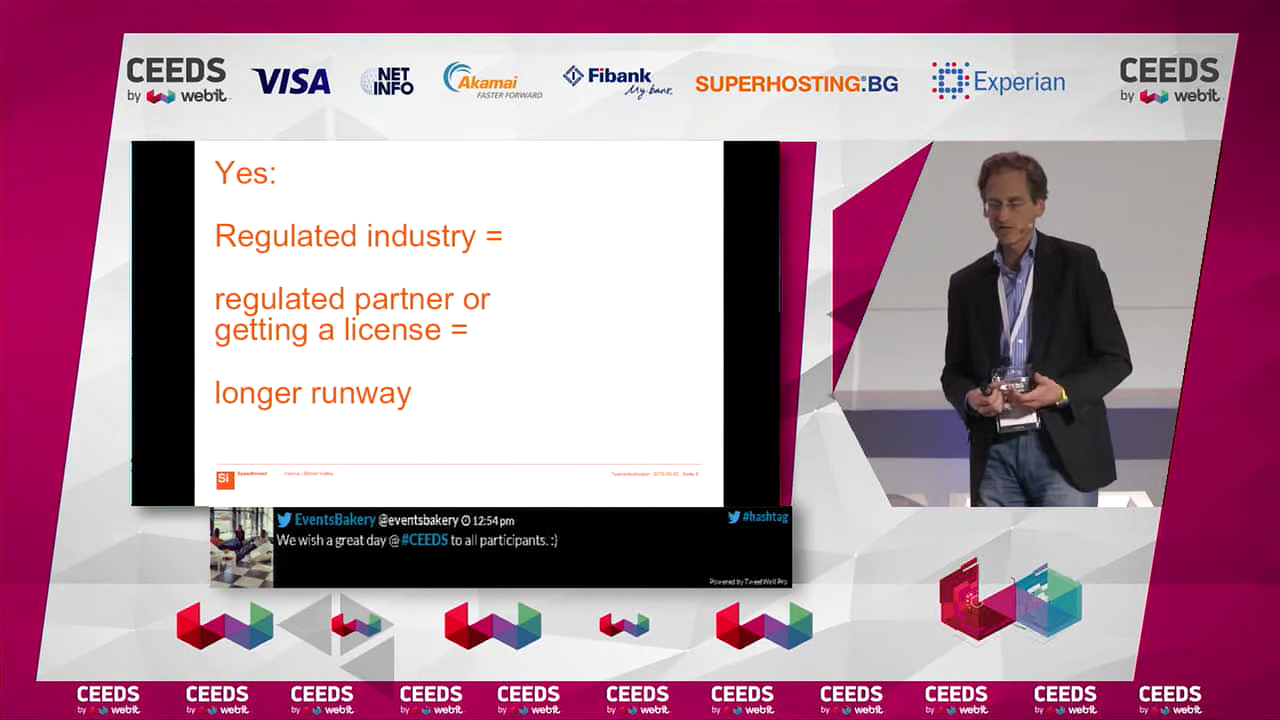 CEEDS
by webit
VISA
NET
INFO
Akamai
FASTER FORWARD
Fibank
My bank.
SUPERHOSTING.BG
Experian
CEEDS
by webit
Yes:
Regulated industry =
regulated partner or
getting a license =
longer runway
Si
Speedinvest
EventsBakery @eventsbakery 12:54 pm
#hashtag
We wish a great day @ #CEEDS to all participants. :)
Powered by TweetWall Pro
CEEDS CEEDS CEEDS CEEDS CEEDS CEEDS CEEDS CEEDS CEEDS CEEDS CEEDS
by webit by webit by webit by webit by webit by webit by webit by webit by webit by webit by webit